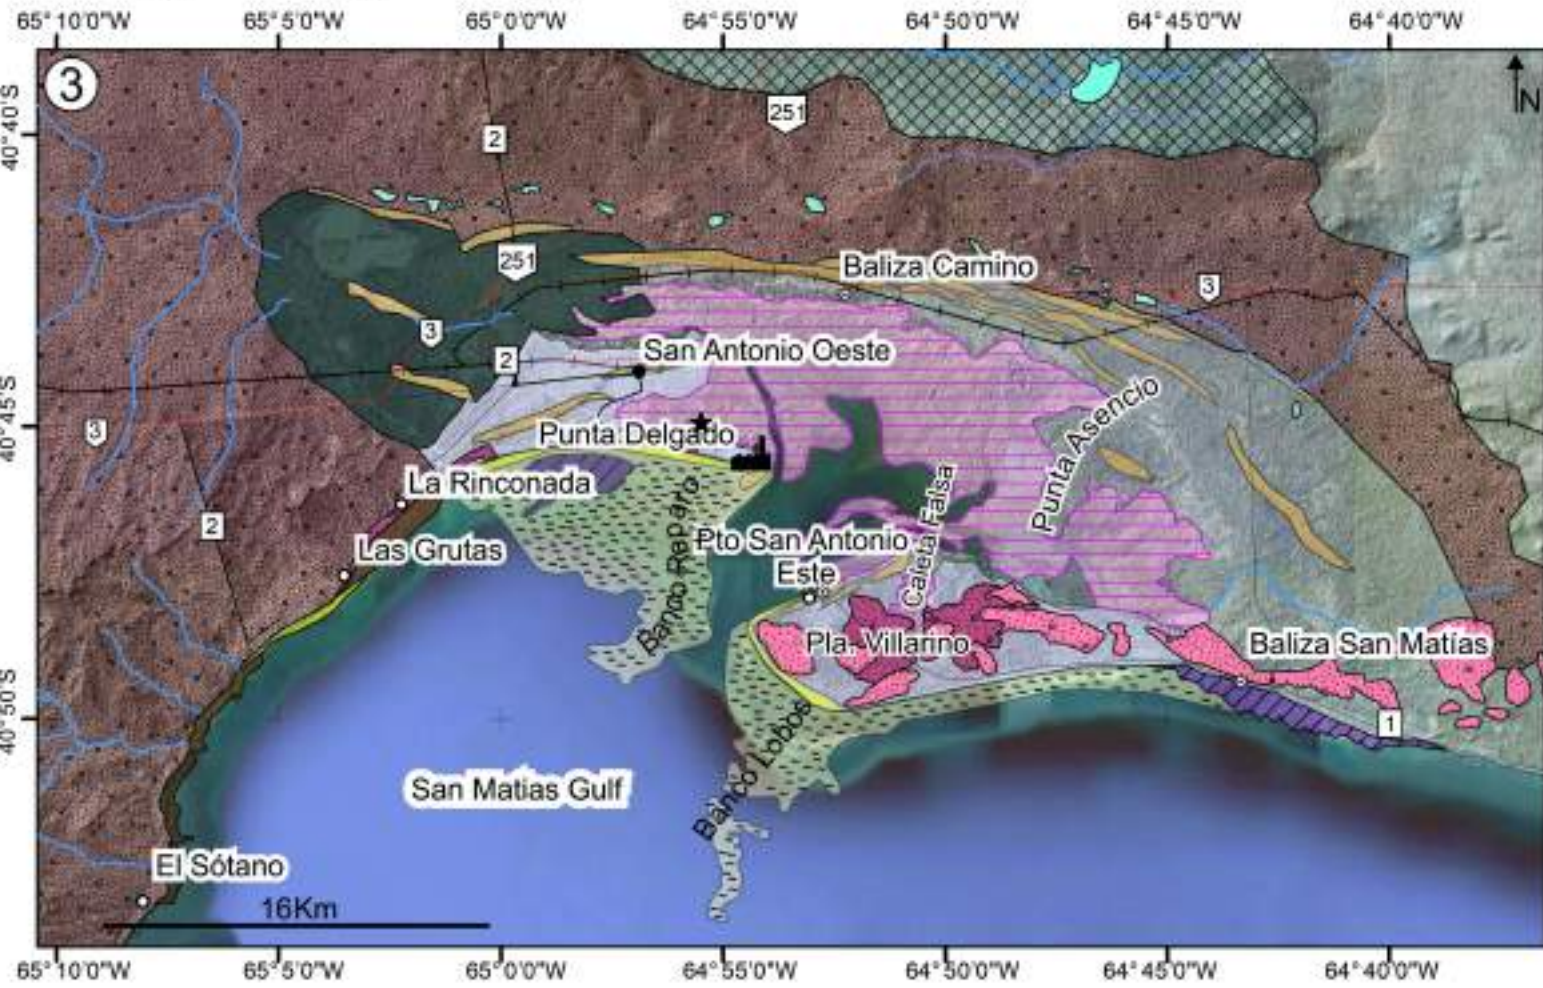 65°10'0"W 65°5'0"W 65°0'0"W 64°55'0"W 64°50'0"W 64°45'0"W 64°40'0"W
3
N
40°40'S
2
251
251
Baliza Camino
3
3
2
San Antonio Oeste
40°45'S
3
Punta Delgado
Punta Asencio
La Rinconada
Caleta Falsa
2
Banco Reparo
Las Grutas
Pto San Antonio
Este
Pla. Villarino
Baliza San Matías
40°50'S
1
Banco Lobos
San Matias Gulf
El Sótano
16Km
65°10'0"W 65°5'0"W 65°0'0"W 64°55'0"W 64°50'0"W 64°45'0"W 64°40'0"W